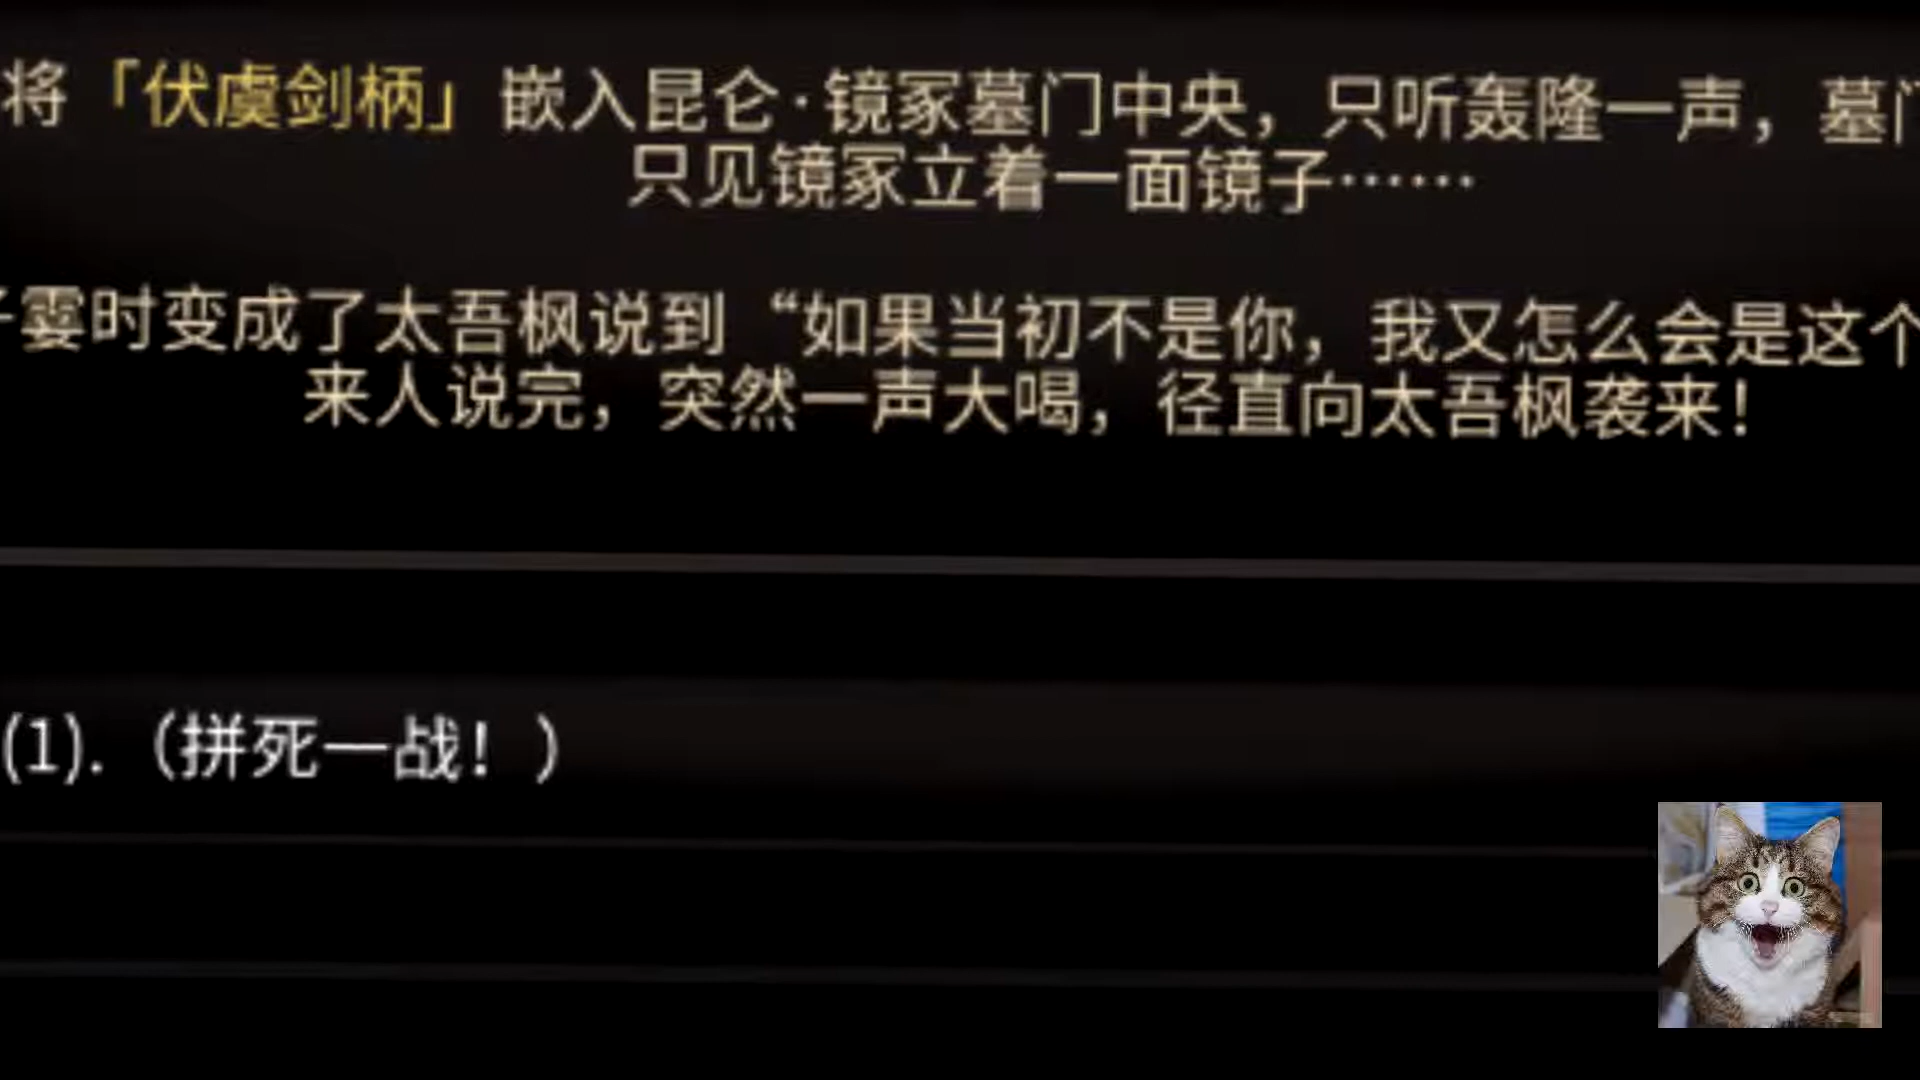 将「伏虞剑柄」嵌入昆仑·镜冢墓门中央，只听轰隆一声，墓门
只见镜冢立着一面镜子……
霎时变成了太吾枫说到“如果当初不是你，我又怎么会是这个
来人说完，突然一声大喝，径直向太吾枫袭来！
(1).（拼死一战！）